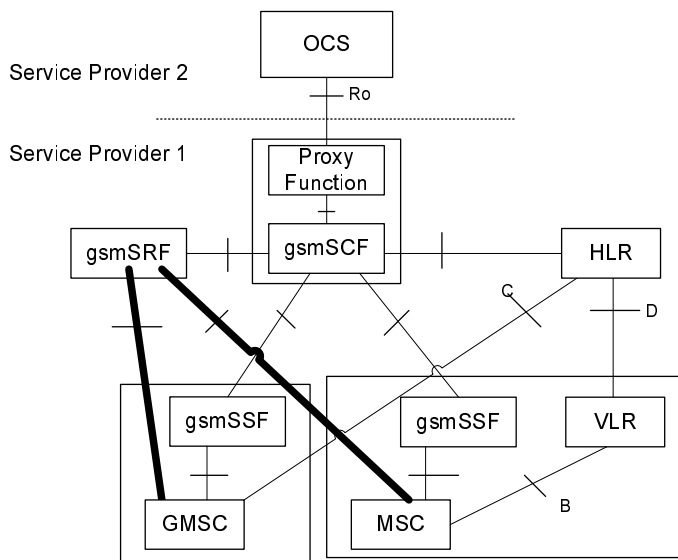 OCS
Service Provider 2
Ro
Service Provider 1
Proxy
Function
gsmSRF
gsmSCF
HLR
C
D
gsmSSF
gsmSSF
VLR
GMSC
MSC
B